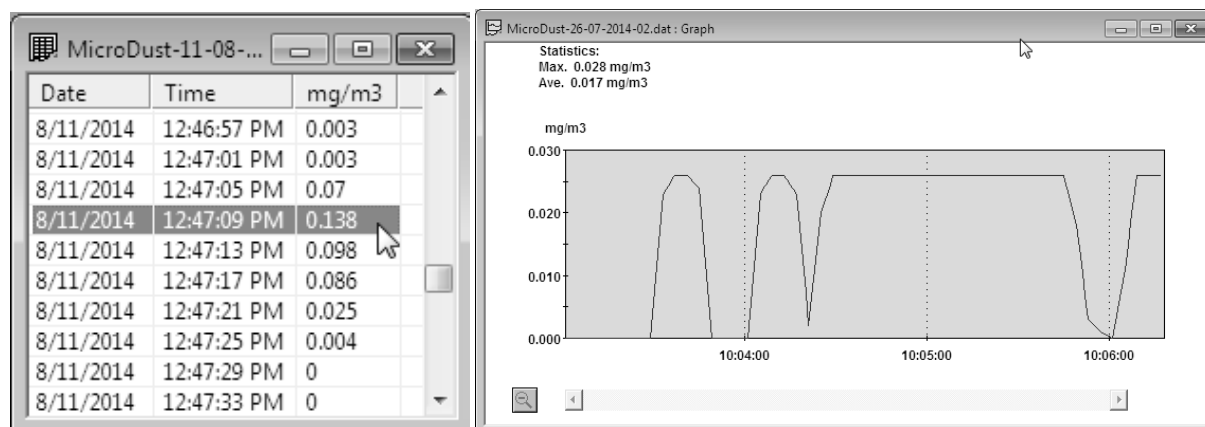 MicroDust-11-08-...
Date Time mg/m3
8/11/2014 12:46:57 PM 0.003
8/11/2014 12:47:01 PM 0.003
8/11/2014 12:47:05 PM 0.07
8/11/2014 12:47:09 PM 0.138
8/11/2014 12:47:13 PM 0.098
8/11/2014 12:47:17 PM 0.086
8/11/2014 12:47:21 PM 0.025
8/11/2014 12:47:25 PM 0.004
8/11/2014 12:47:29 PM 0
8/11/2014 12:47:33 PM 0
MicroDust-26-07-2014-02.dat : Graph
Statistics:
Max. 0.028 mg/m3
Ave. 0.017 mg/m3
mg/m3
0.030
0.020
0.010
0.000
10:04:00 10:05:00 10:06:00